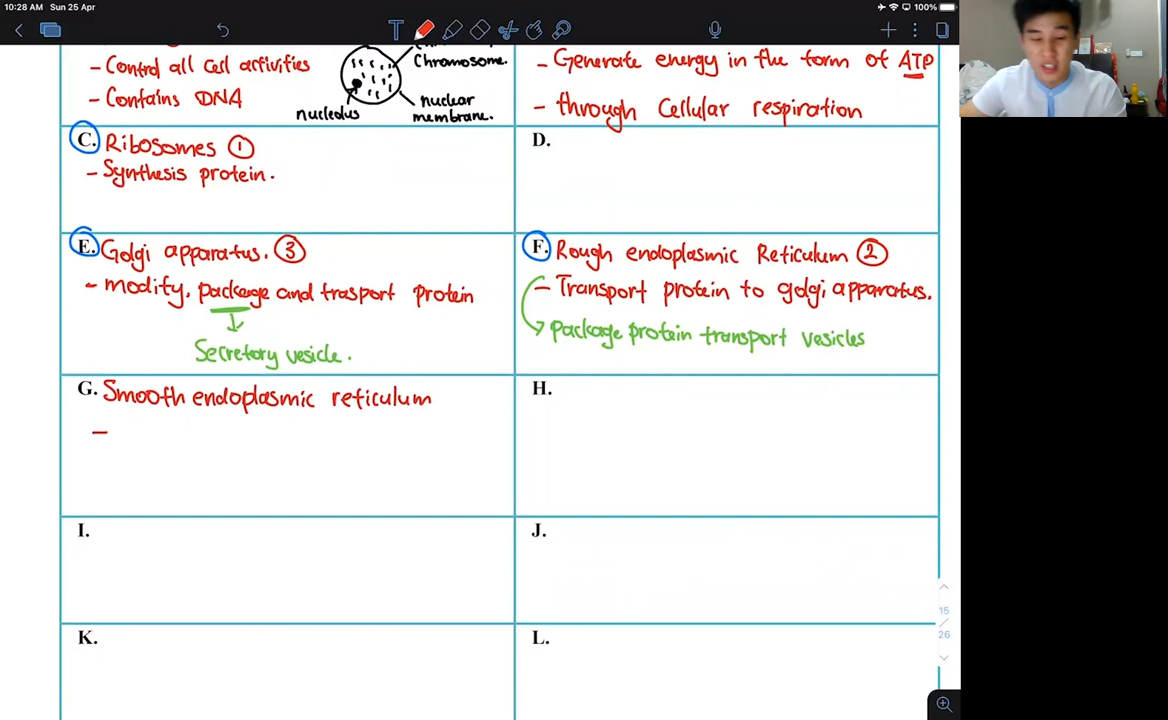 10:28 AM Sun 25 Apr
100%
T
- Control all cell activities
- Contains DNA
Chromosome.
nucleolus
nuclear
membrane.
- Generate energy in the form of ATP
- through Cellular respiration
C. Ribosomes ①
- Synthesis protein.
D.
E. Golgi apparatus. ③
- modify, package and trasport protein
Secretory vesicle.
F. Rough endoplasmic Reticulum ②
- Transport protein to golgi apparatus.
package protein transport vesicles
G. Smooth endoplasmic reticulum
-
H.
I.
J.
15
/
26
K.
L.